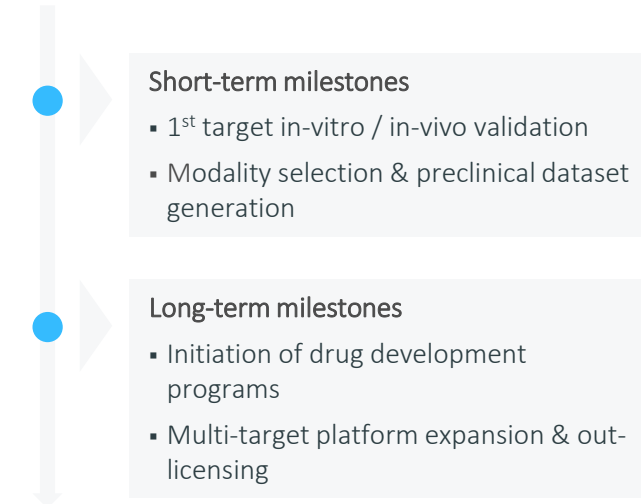 Short-term milestones
▪ 1st target in-vitro / in-vivo validation
▪ Modality selection & preclinical dataset
generation
Long-term milestones
▪ Initiation of drug development
programs
▪ Multi-target platform expansion & out-
licensing